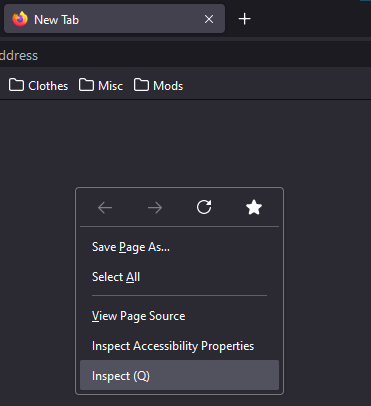 New Tab
ddress
Clothes Misc Mods
Save Page As...
Select All
View Page Source
Inspect Accessibility Properties
Inspect (Q)